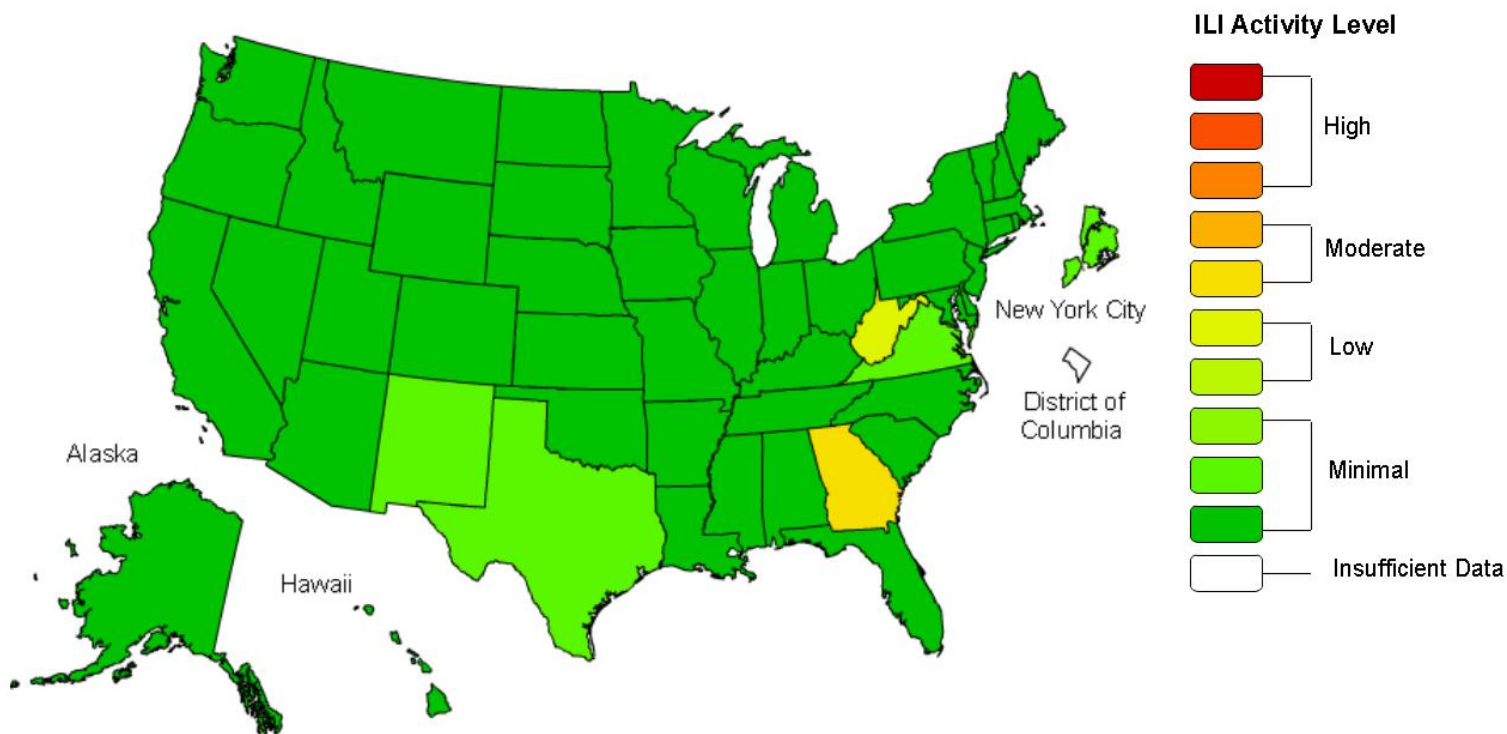 ILI Activity Level
High
Moderate
Low
Minimal
Insufficient Data
New York City
District of
Columbia
Alaska
Hawaii